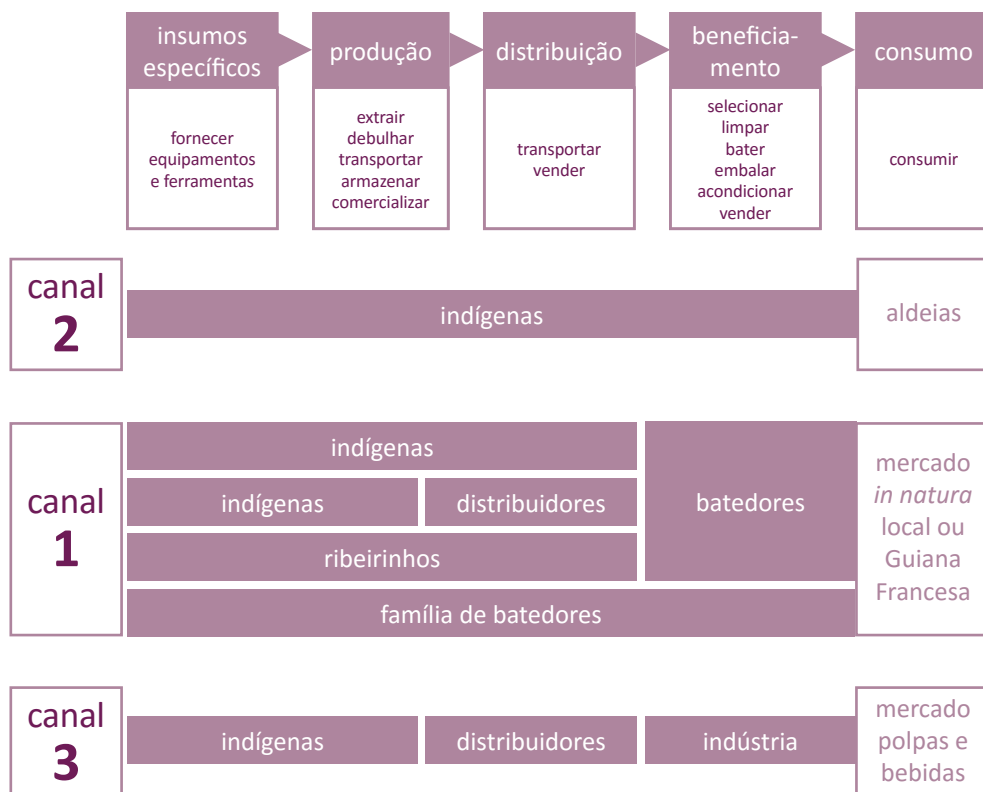 insumos
específicos
produção
distribuição
beneficia-
mento
consumo
fornecer
equipamentos
e ferramentas
extrair
debulhar
transportar
armazenar
comercializar
transportar
vender
selecionar
limpar
bater
embalar
acondicionar
vender
consumir
canal
2
indígenas
aldeias
canal
1
indígenas
indígenas
distribuidores
ribeirinhos
família de batedores
batedores
mercado
in natura
local ou
Guiana
Francesa
canal
3
indígenas
distribuidores
indústria
mercado
polpas e
bebidas